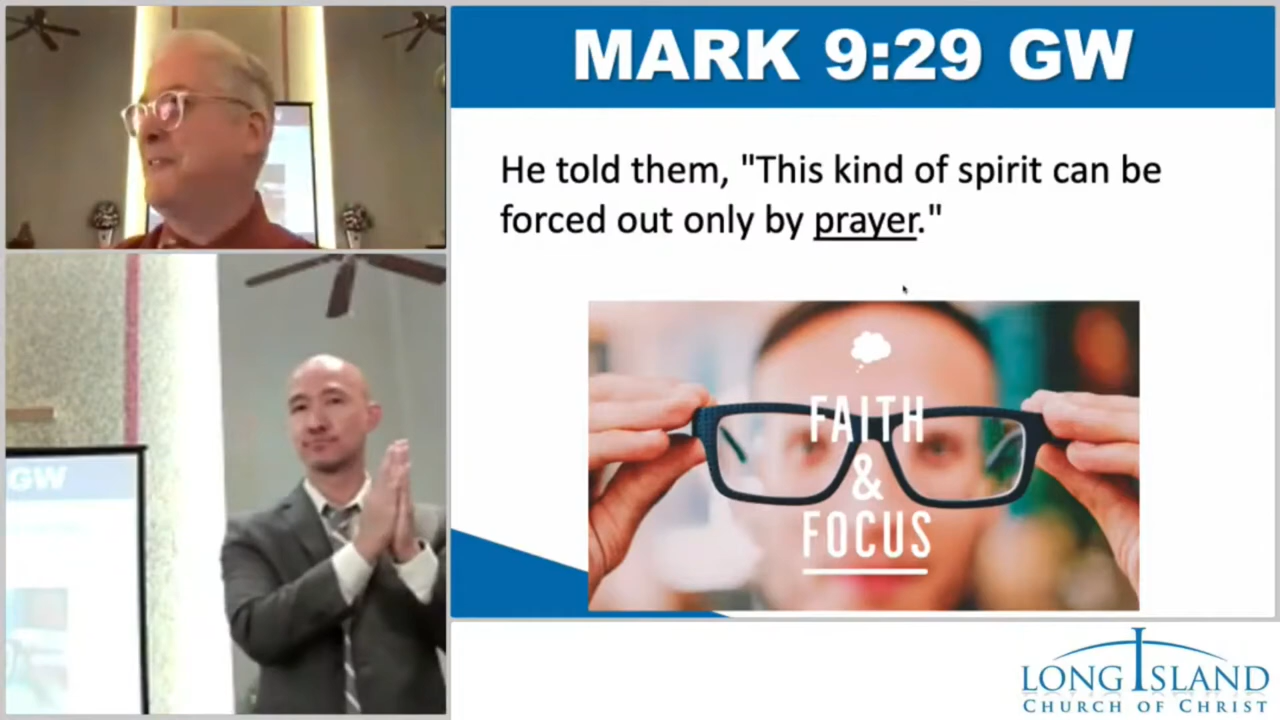 MARK 9:29 GW
He told them, "This kind of spirit can be
forced out only by prayer."
FAITH
&
FOCUS
GW
LONG ISLAND
CHURCH OF CHRIST